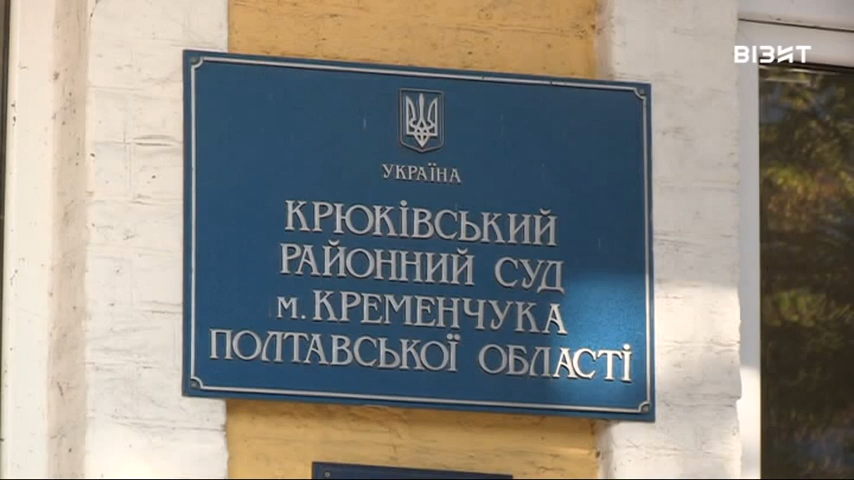 ВІЗИТ
УКРАЇНА
КРЮКІВСЬКИЙ
РАЙОННИЙ СУД
м. КРЕМЕНЧУКА
ПОЛТАВСЬКОЇ ОБЛАСТІ